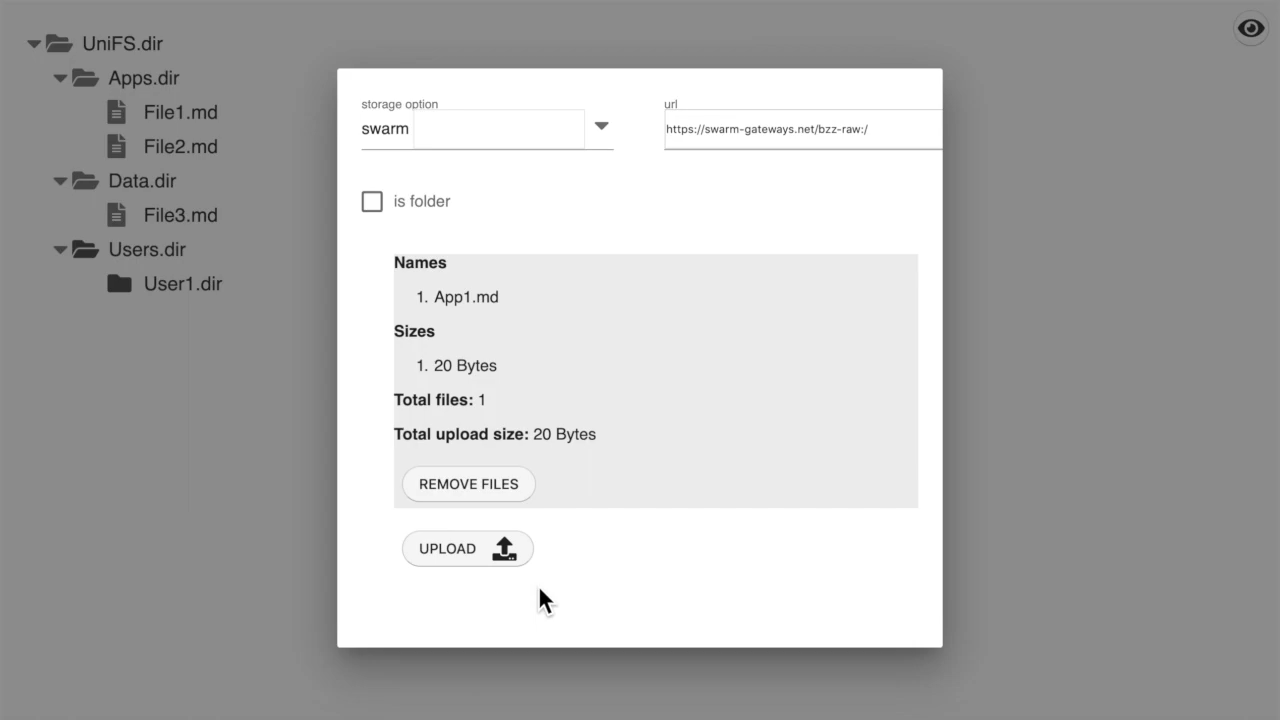 UniFS.dir
Apps.dir
File1.md
File2.md
Data.dir
File3.md
Users.dir
User1.dir
storage option
swarm
url
https://swarm-gateways.net/bzz-raw:/
is folder
Names
1. App1.md
Sizes
1. 20 Bytes
Total files: 1
Total upload size: 20 Bytes
REMOVE FILES
UPLOAD